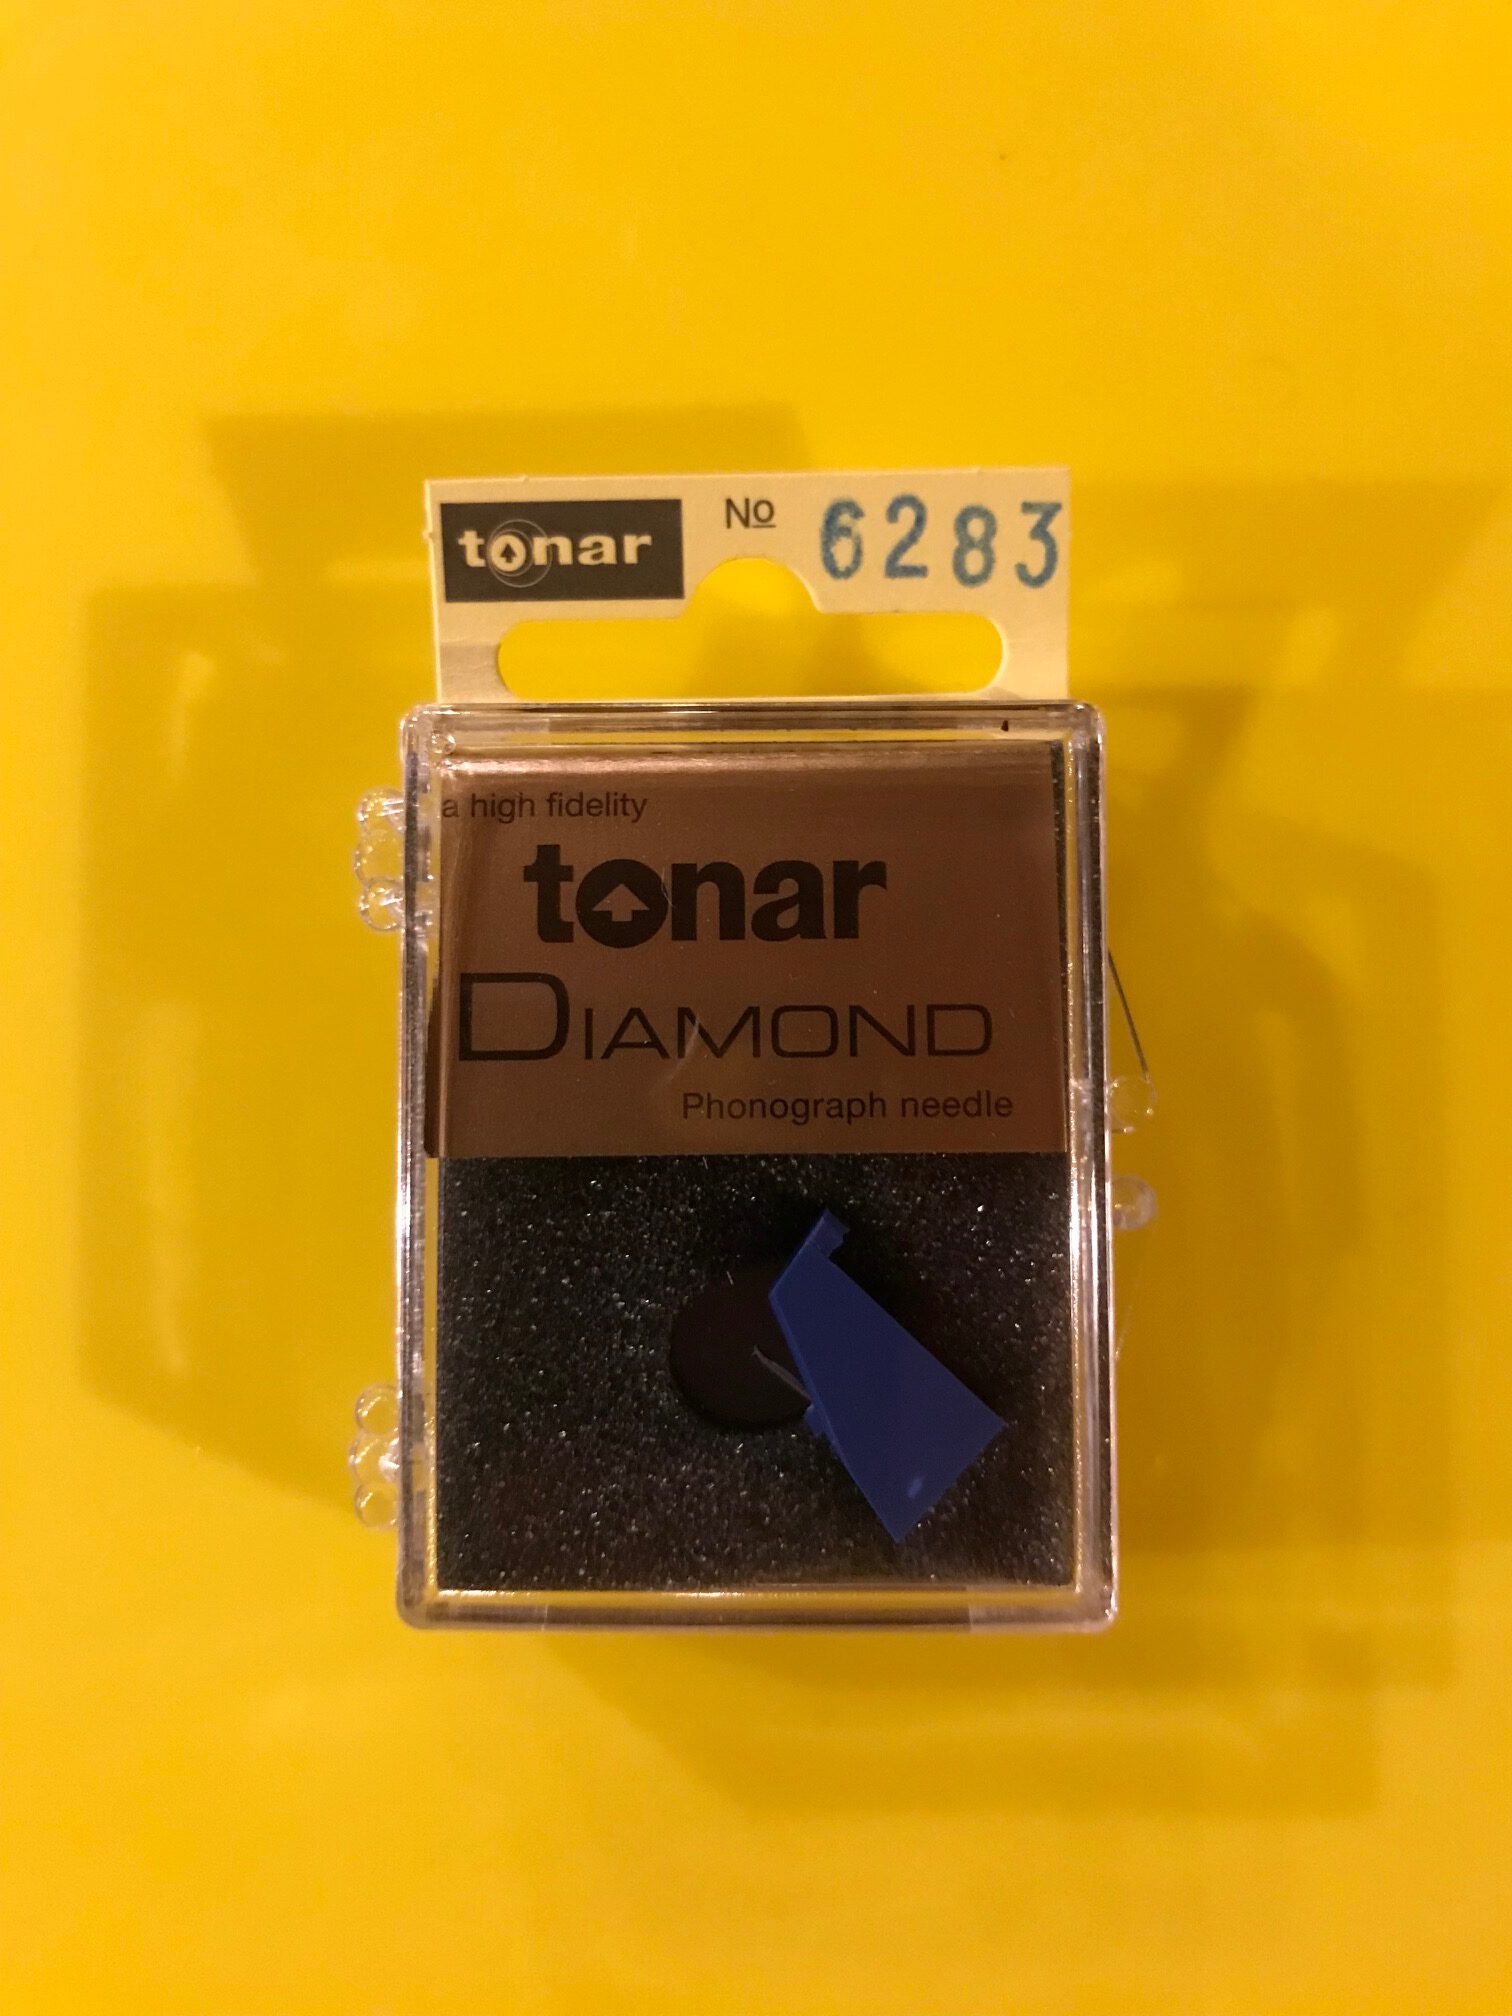 tonar
No 6283
a high fidelity
tonar
DIAMOND
Phonograph needle